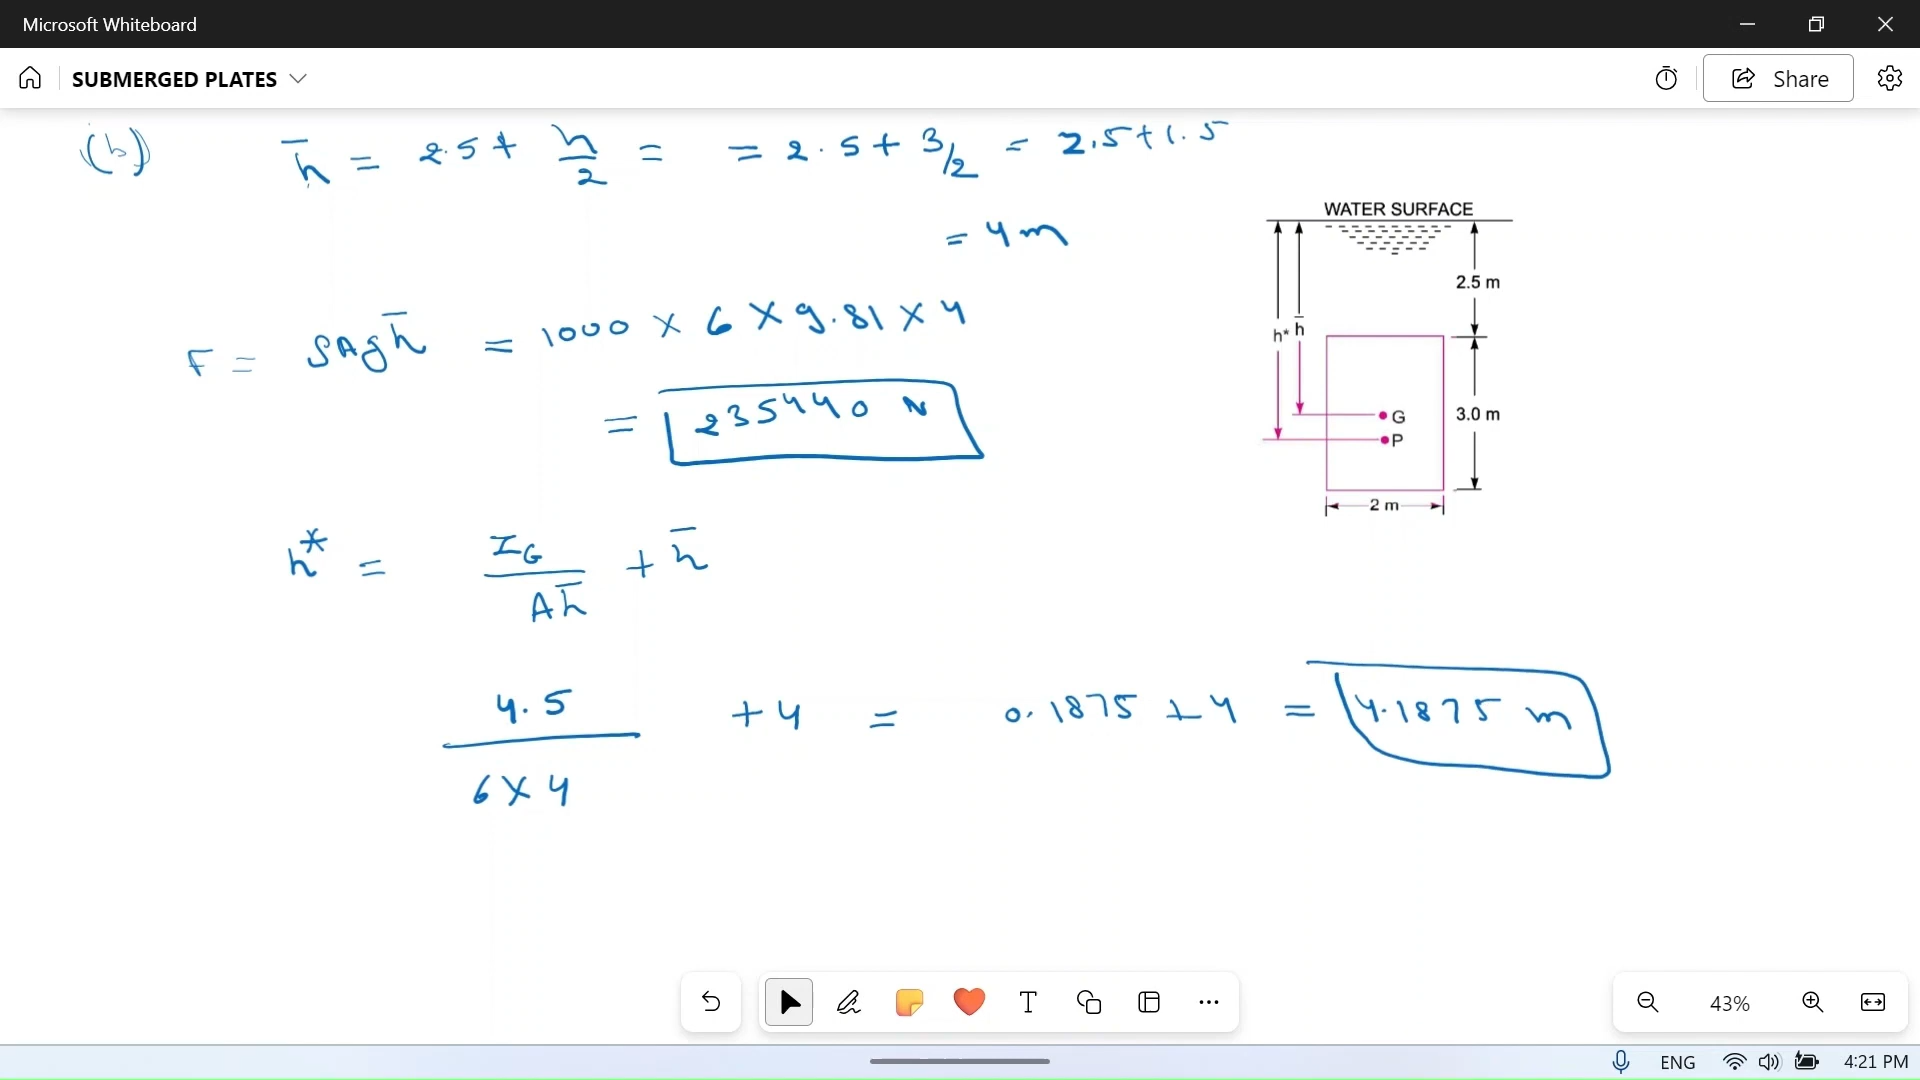 Microsoft Whiteboard
SUBMERGED PLATES
Share
(b) h̄ = 2.5 + h/2 = = 2.5 + 3/2 = 2.5 + 1.5
= 4 m
F = ρAgh̄ = 1000 × 6 × 9.81 × 4
= 235440 N
h* = I_G/Ah̄ + h̄
4.5/6×4 + 4 = 0.1875 + 4 = 4.1875 m
WATER SURFACE
2.5 m
h* h̄
G
3.0 m
P
2 m
T
43%
ENG 4:21 PM